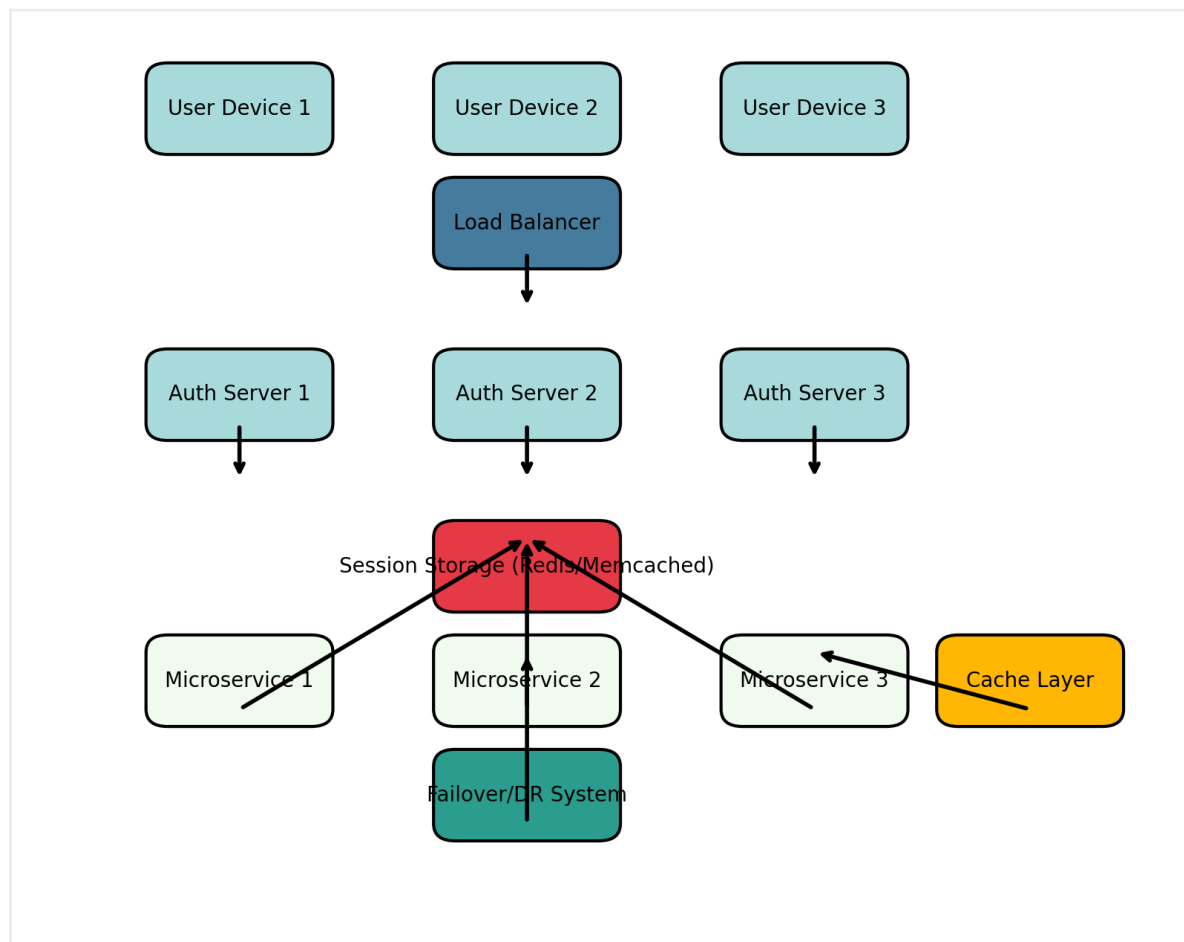 User Device 1
User Device 2
User Device 3
Load Balancer
Auth Server 1
Auth Server 2
Auth Server 3
Session Storage (Redis/Memcached)
Microservice 1
Microservice 2
Microservice 3
Cache Layer
Failover/DR System